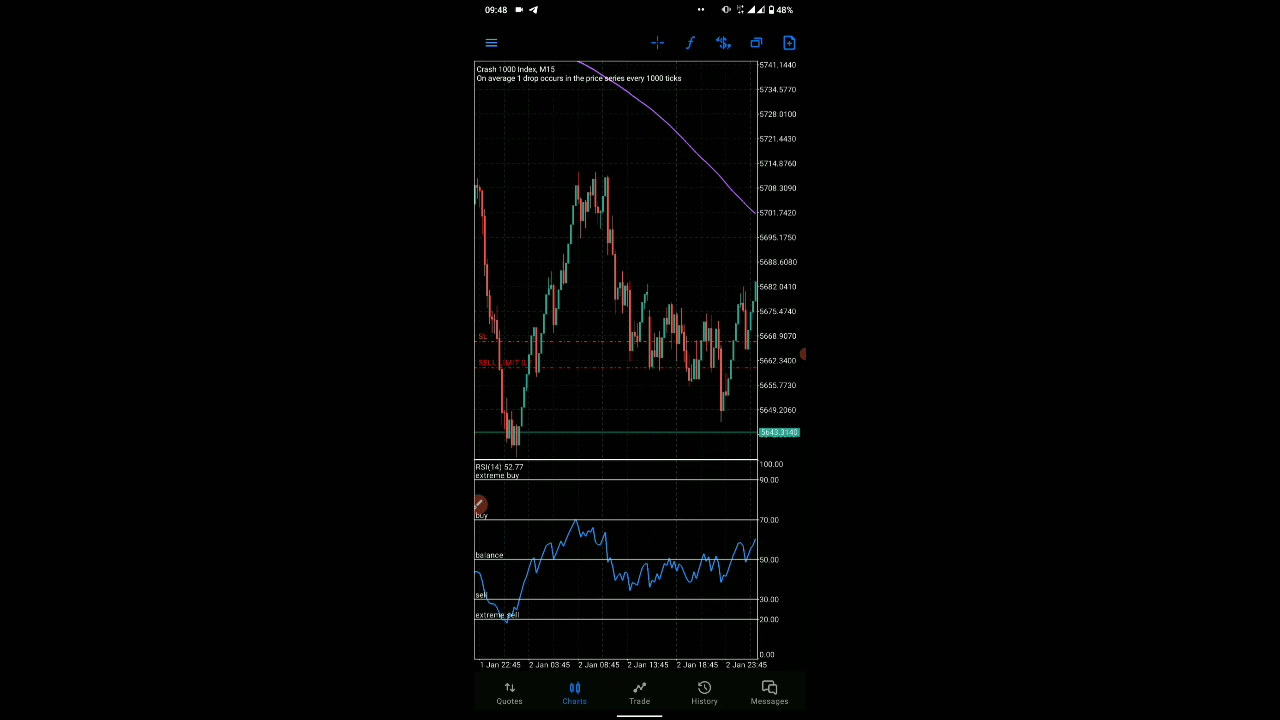 09:48
48%
Crash 1000 Index, M15
On average 1 drop occurs in the price series every 1000 ticks
5741.1440
5734.5770
5728.0100
5721.4430
5714.8760
5708.3090
5701.7420
5695.1750
5688.6080
5682.0410
5675.4740
5668.9070
5662.3400
5655.7730
5649.2060
5643.3140
SL
SELL LIMIT
RSI(14) 52.77
extreme buy
buy
balance
sell
extreme sell
100.00
90.00
70.00
50.00
30.00
20.00
0.00
1 Jan 22:45 2 Jan 03:45 2 Jan 08:45 2 Jan 13:45 2 Jan 18:45 2 Jan 23:45
Quotes Charts Trade History Messages